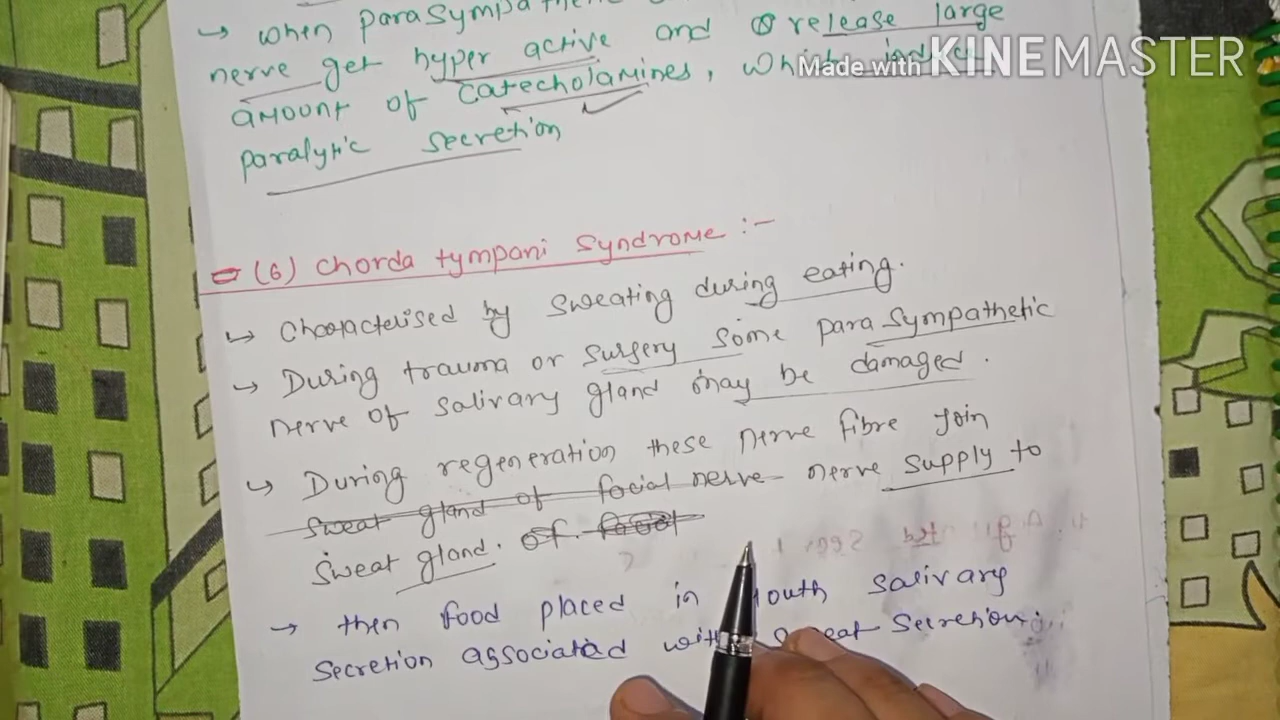 → when parasympathe
nerve get hyper active and release large
amount of catecholamines, which
paralytic secretion
Made with KINEMASTER
(6) Chorda tympani syndrome :-
→ Characterised by sweating during eating.
→ During trauma or surgery some parasympathetic
nerve of salivary gland may be damaged.
→ During regeneration these nerve fibre join
sweat gland of facial nerve nerve supply to
sweat gland. of
→ then food placed in mouth salivary
secretion associated with sweat secretion